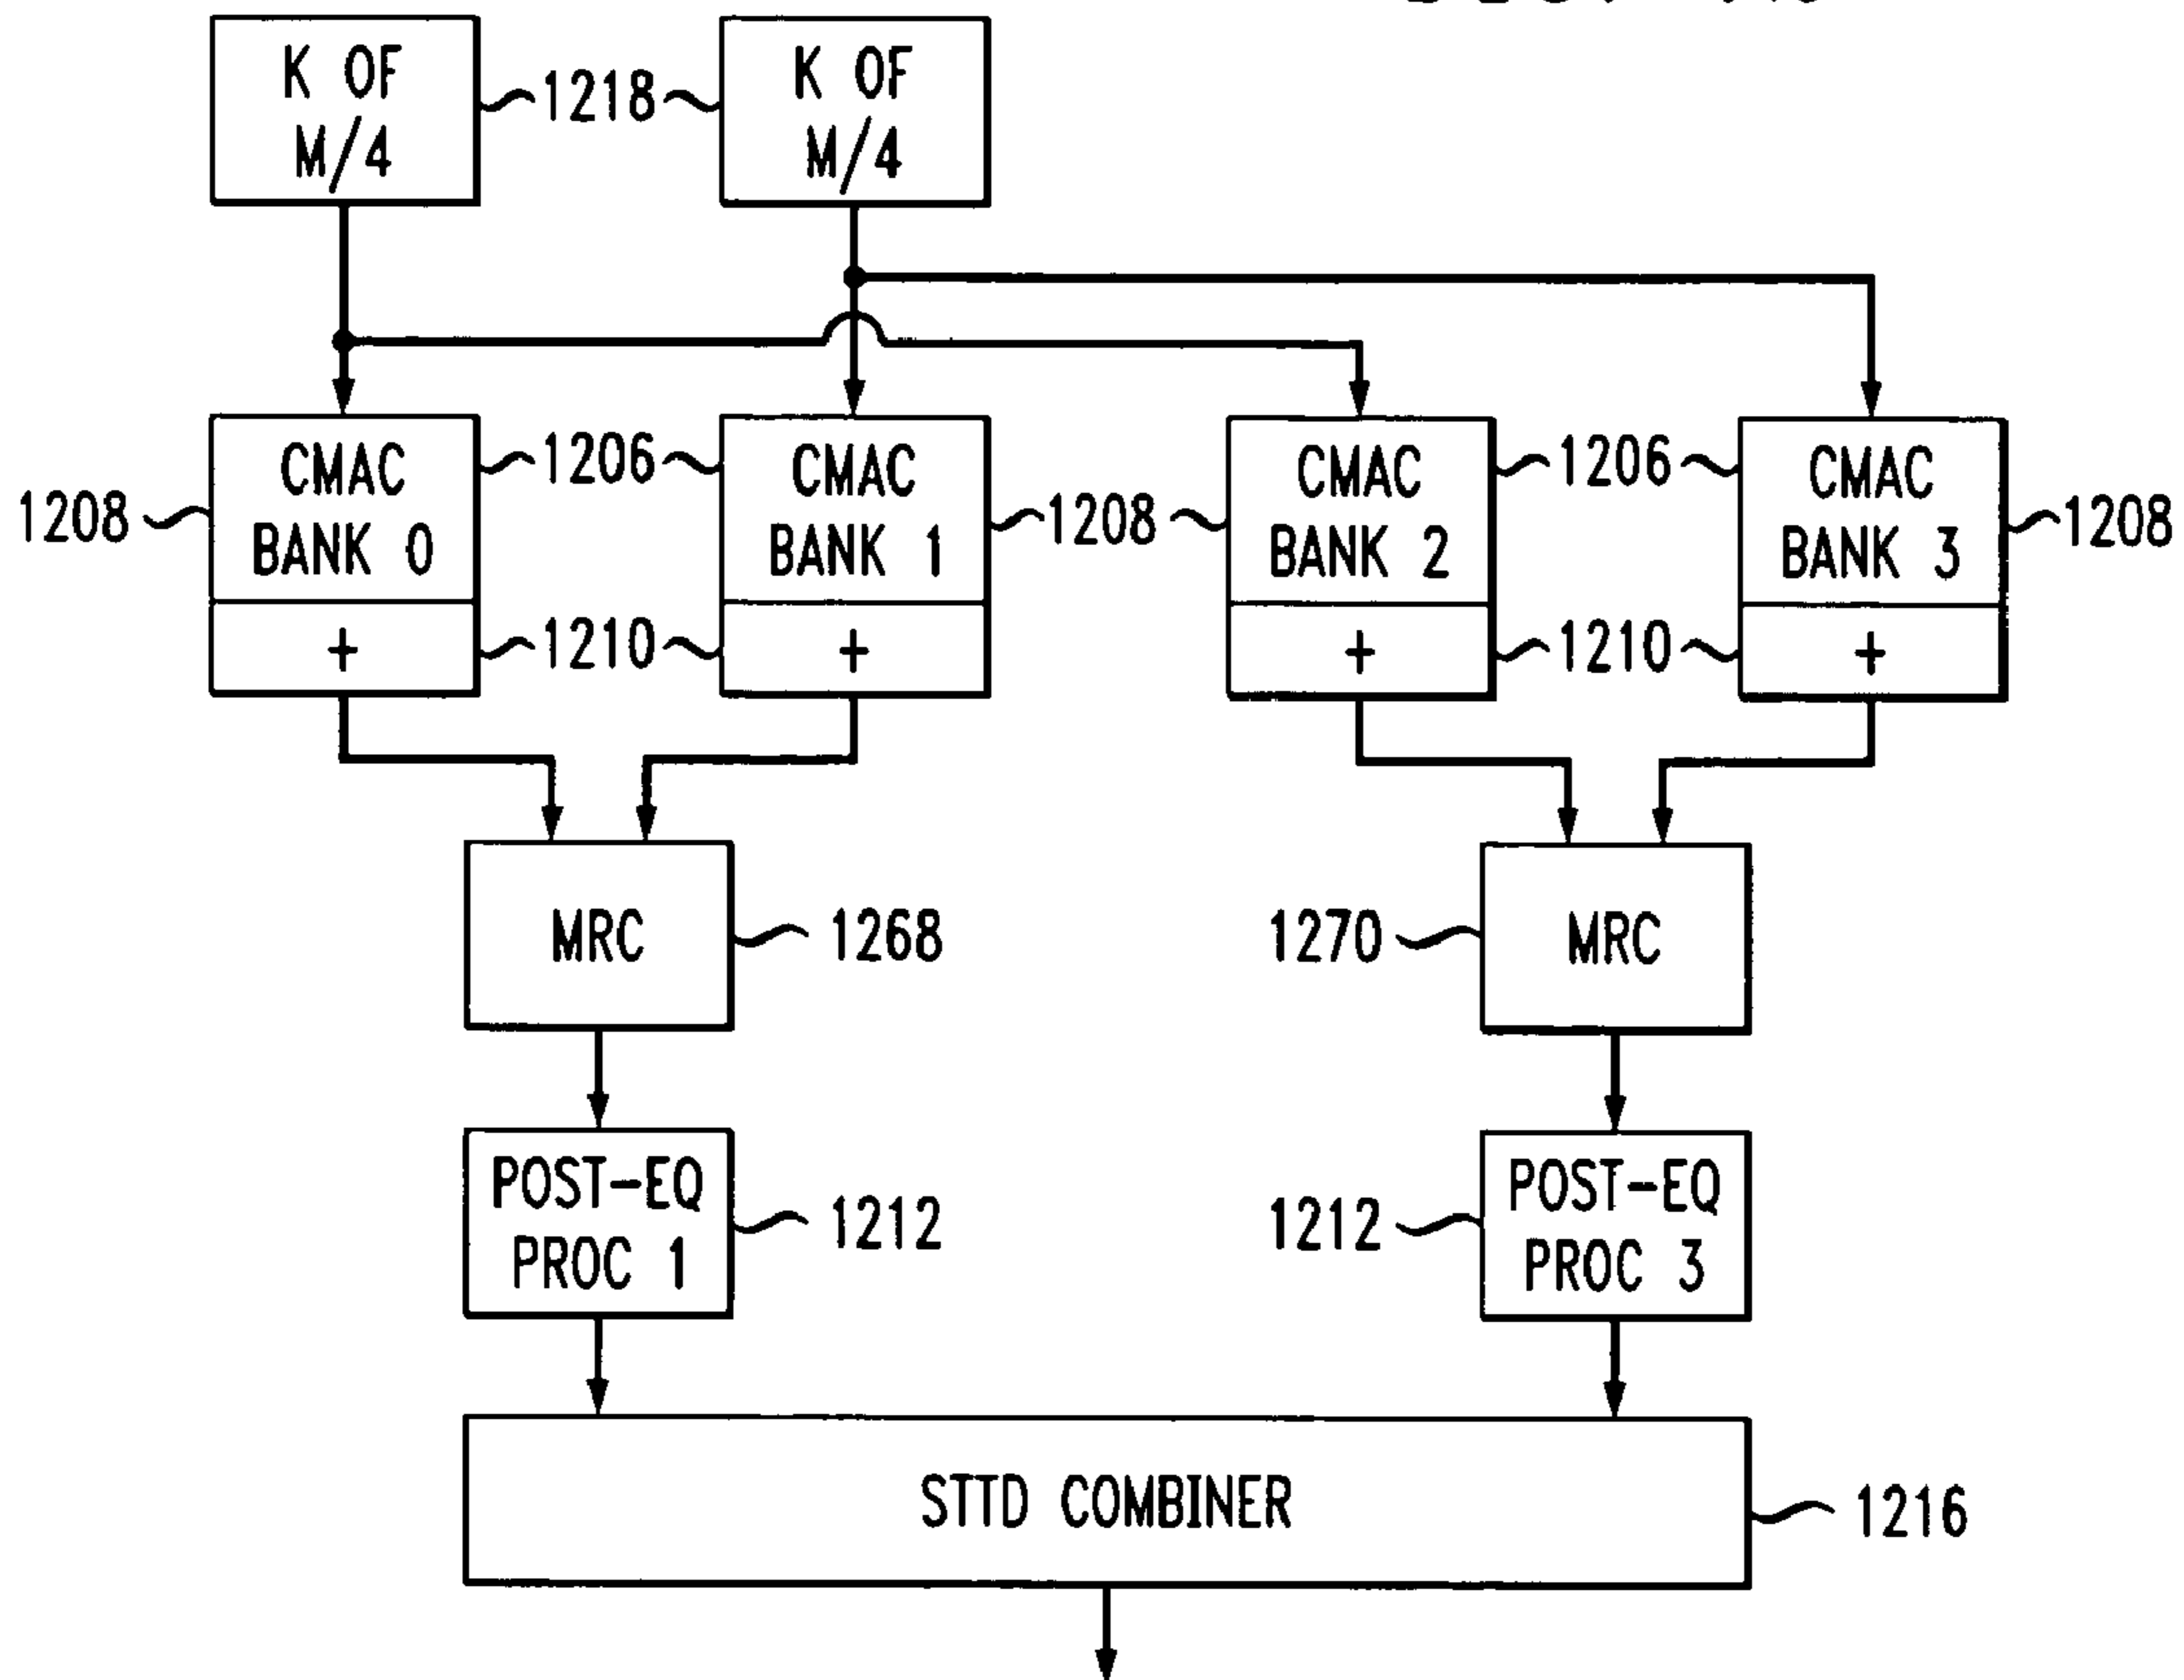 K OF
M/4
1218
K OF
M/4
CMAC
BANK 0
+
1208
1206
1210
CMAC
BANK 1
+
1208
CMAC
BANK 2
+
1206
1210
CMAC
BANK 3
+
1208
MRC
1268
1270
MRC
POST-EQ
PROC 1
1212
1212
POST-EQ
PROC 3
STTD COMBINER
1216